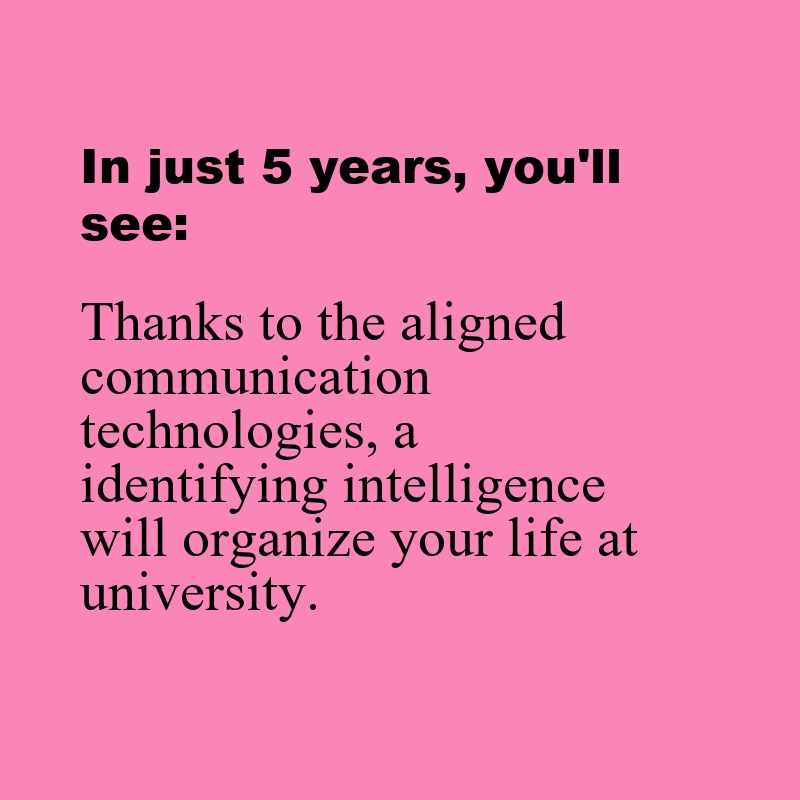 In just 5 years, you'll
see:
Thanks to the aligned
communication
technologies, a
identifying intelligence
will organize your life at
university.